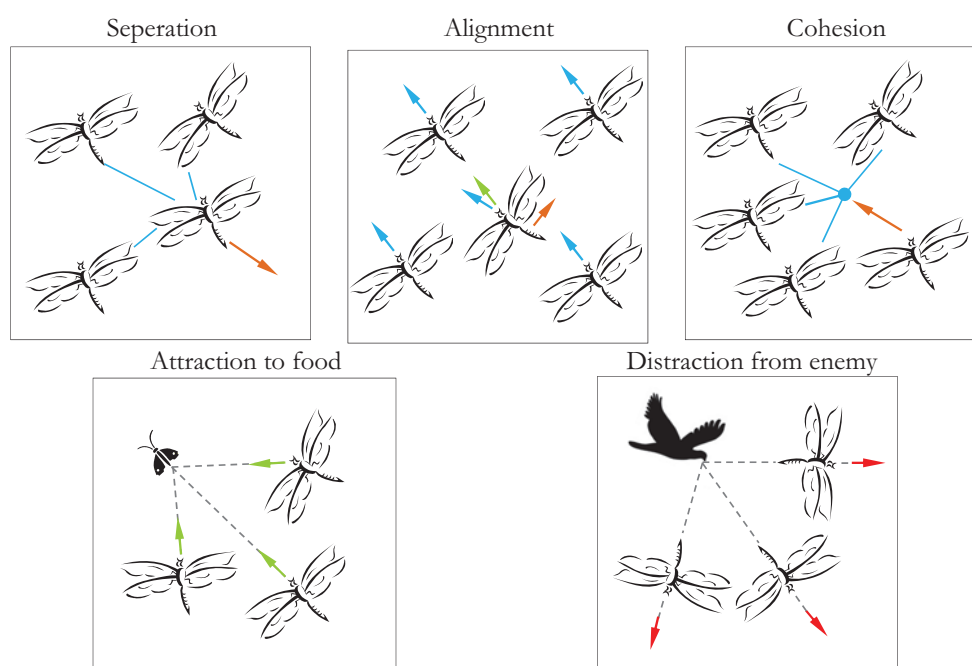 Seperation
Alignment
Cohesion
Attraction to food
Distraction from enemy